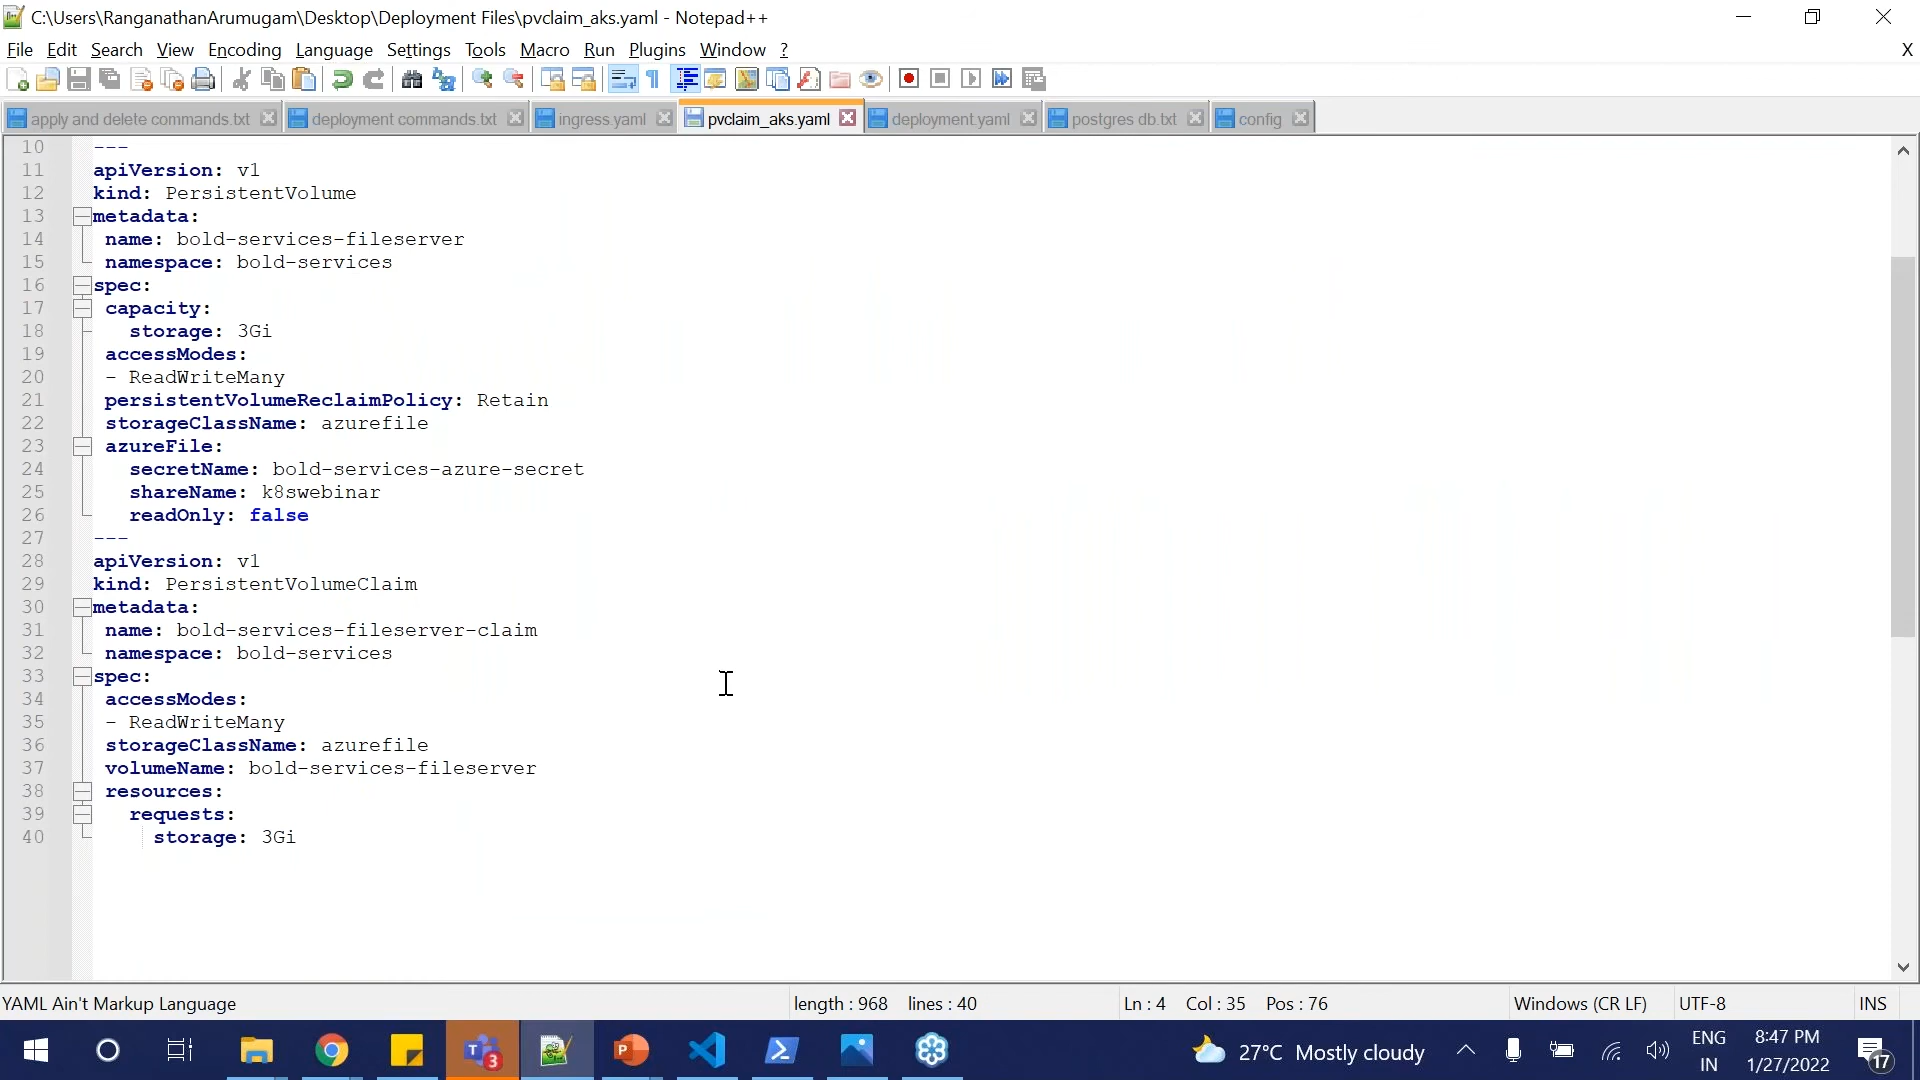 C:\Users\RanganathanArumugam\Desktop\Deployment Files\pvclaim_aks.yaml - Notepad++
File Edit Search View Encoding Language Settings Tools Macro Run Plugins Window ? X
apply and delete commands.txt deployment commands.txt ingress.yaml pvclaim_aks.yaml deployment.yaml postgres db.txt config
10 ---
11 apiVersion: v1
12 kind: PersistentVolume
13 metadata:
14 name: bold-services-fileserver
15 namespace: bold-services
16 spec:
17 capacity:
18 storage: 3Gi
19 accessModes:
20 - ReadWriteMany
21 persistentVolumeReclaimPolicy: Retain
22 storageClassName: azurefile
23 azureFile:
24 secretName: bold-services-azure-secret
25 shareName: k8swebinar
26 readOnly: false
27 ---
28 apiVersion: v1
29 kind: PersistentVolumeClaim
30 metadata:
31 name: bold-services-fileserver-claim
32 namespace: bold-services
33 spec:
34 accessModes:
35 - ReadWriteMany
36 storageClassName: azurefile
37 volumeName: bold-services-fileserver
38 resources:
39 requests:
40 storage: 3Gi
YAML Ain't Markup Language length : 968 lines : 40 Ln : 4 Col : 35 Pos : 76 Windows (CR LF) UTF-8 INS
3 27°C Mostly cloudy ENG 8:47 PM
IN 1/27/2022 17